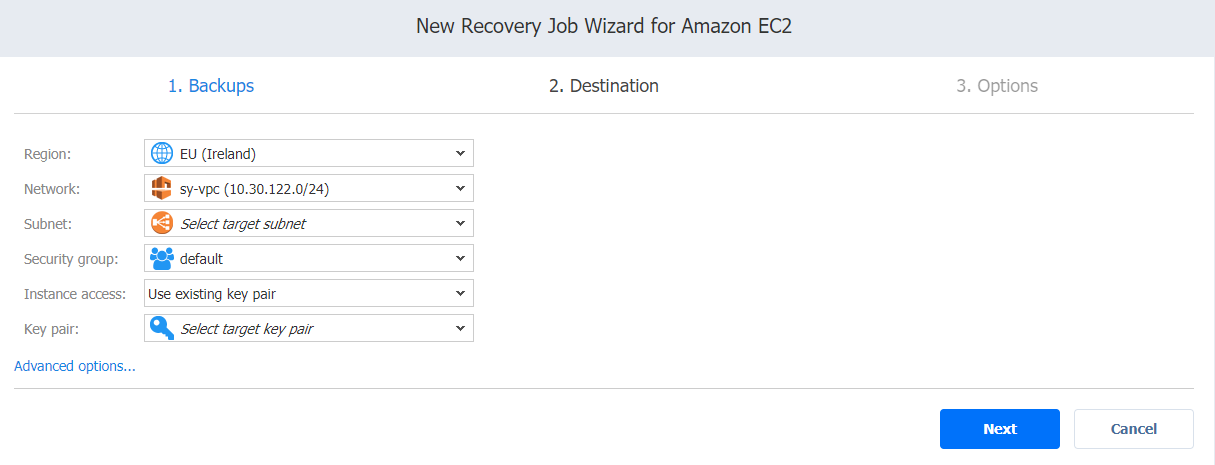 New Recovery Job Wizard for Amazon EC2
1. Backups 2. Destination 3. Options
Region: EU (Ireland)
Network: sy-vpc (10.30.122.0/24)
Subnet: Select target subnet
Security group: default
Instance access: Use existing key pair
Key pair: Select target key pair
Advanced options...
Next Cancel